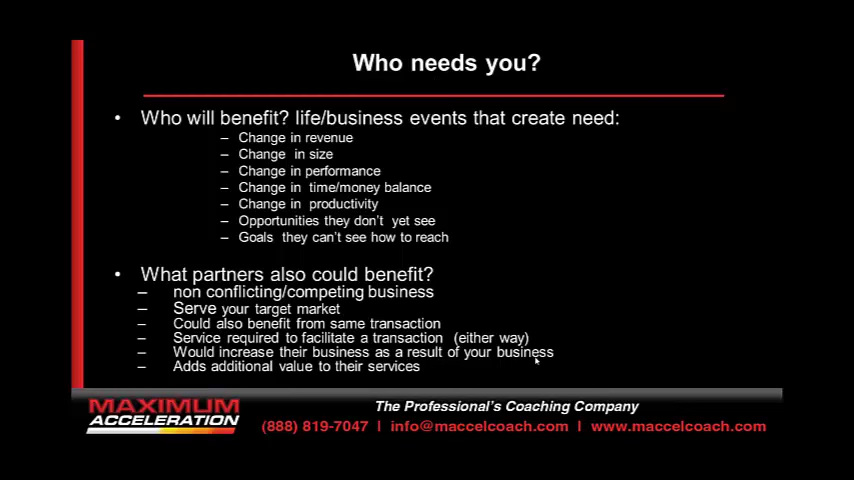 Who needs you?
• Who will benefit? life/business events that create need:
– Change in revenue
– Change in size
– Change in performance
– Change in time/money balance
– Change in productivity
– Opportunities they don't yet see
– Goals they can't see how to reach
• What partners also could benefit?
– non conflicting/competing business
– Serve your target market
– Could also benefit from same transaction
– Service required to facilitate a transaction (either way)
– Would increase their business as a result of your business
– Adds additional value to their services
MAXIMUM
ACCELERATION
The Professional's Coaching Company
(888) 819-7047 | info@maccelcoach.com | www.maccelcoach.com